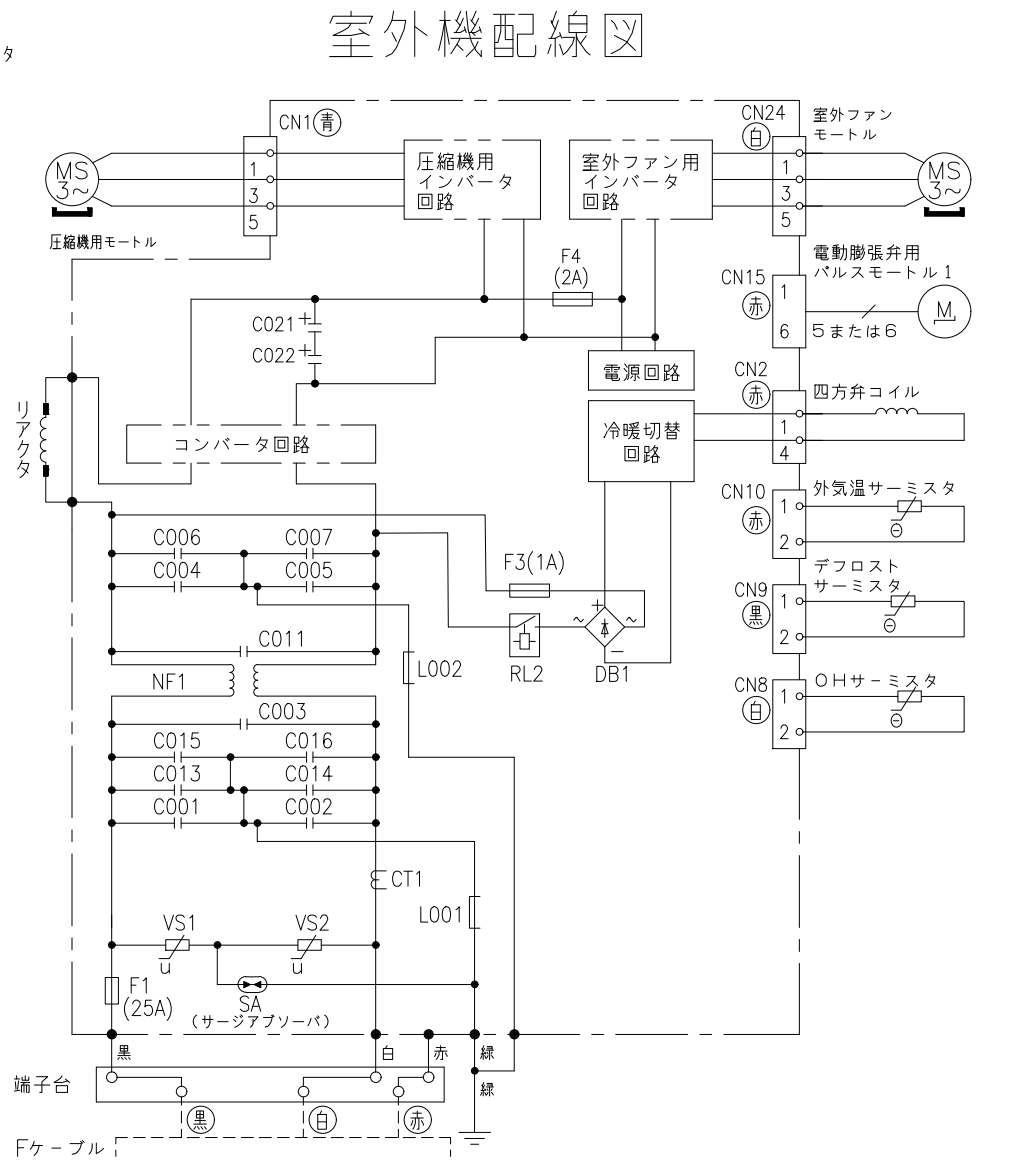 室外機配線図
タ
CN1 青
CN24
白
室外ファン
モートル
MS
3~
1
3
5
圧縮機用
インバータ
回路
室外ファン用
インバータ
回路
1
3
5
MS
3~
圧縮機用モートル
F4
(2A)
CN15
赤
1
6
電動膨張弁用
パルスモートル1
M
5または6
C021 +
C022 +
電源回路
CN2
赤
1
4
四方弁コイル
リアクタ
コンバータ回路
冷暖切替
回路
CN10
赤
1
2
外気温サーミスタ
Θ
C006
C007
C004
C005
F3(1A)
デフロスト
サーミスタ
CN9
黒
1
2
Θ
+
~
~
−
RL2
DB1
C011
L002
NF1
CN8
白
1
2
OHサーミスタ
Θ
C003
C015
C016
C013
C014
C001
C002
CT1
L001
VS1
VS2
u
u
F1
(25A)
SA
(サージアブソーバ)
黒
白
赤
緑
端子台
緑
黒
白
赤
Fケーブル